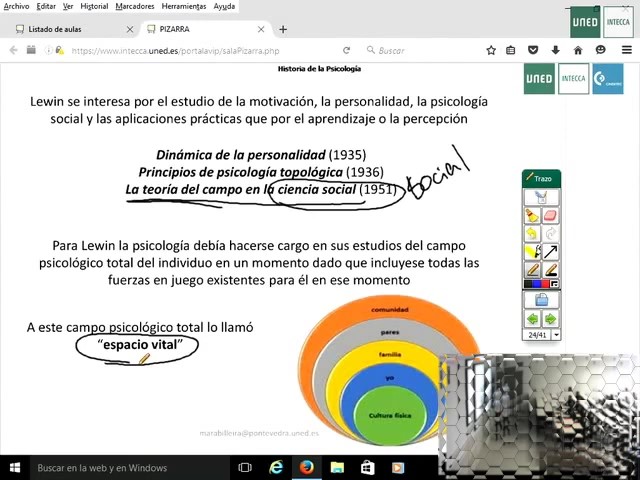 Archivo Editar Ver Historial Marcadores Herramientas Ayuda
Listado de aulas
PIZARRA
https://www.intecca.uned.es/portalavip/salaPizarra.php
Buscar
UNED
INTECCA
Historia de la Psicología
UNED
INTECCA
Lewin se interesa por el estudio de la motivación, la personalidad, la psicología
social y las aplicaciones prácticas que por el aprendizaje o la percepción
Dinámica de la personalidad (1935)
Principios de psicología topológica (1936)
La teoría del campo en la ciencia social (1951)
social
Trazo
Para Lewin la psicología debía hacerse cargo en sus estudios del campo
psicológico total del individuo en un momento dado que incluyese todas las
fuerzas en juego existentes para él en ese momento
A este campo psicológico total lo llamó
“espacio vital”
comunidad
pares
familia
yo
Cultura física
24/41
marabilleira@pontevedra.uned.es
Buscar en la web y en Windows